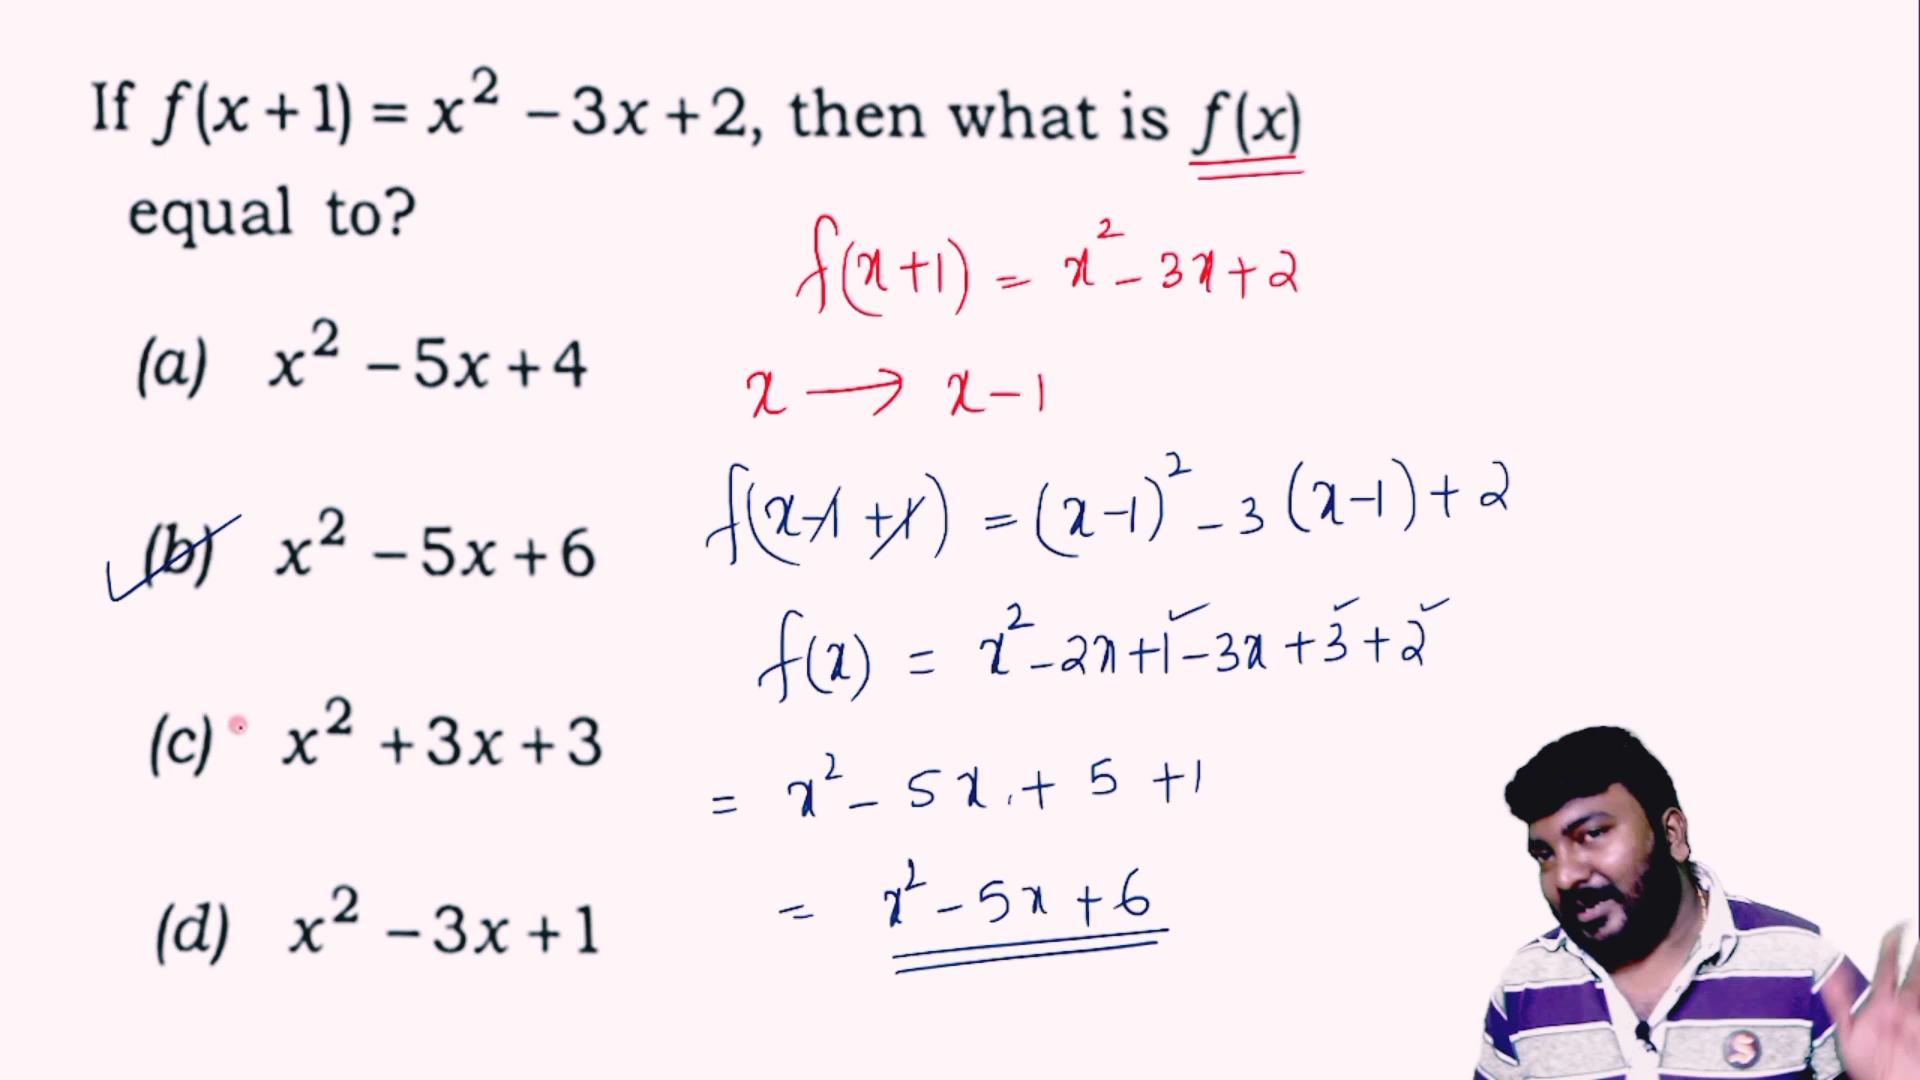 If f(x+1) = x² − 3x + 2, then what is f(x)
equal to?
f(x+1) = x² − 3x + 2
(a) x² − 5x + 4
x → x−1
f(x−1+1) = (x−1)² − 3(x−1) + 2
(b) x² − 5x + 6
f(x) = x² − 2x + 1 − 3x + 3 + 2
(c) x² + 3x + 3
= x² − 5x + 5 + 1
(d) x² − 3x + 1
= x² − 5x + 6
S